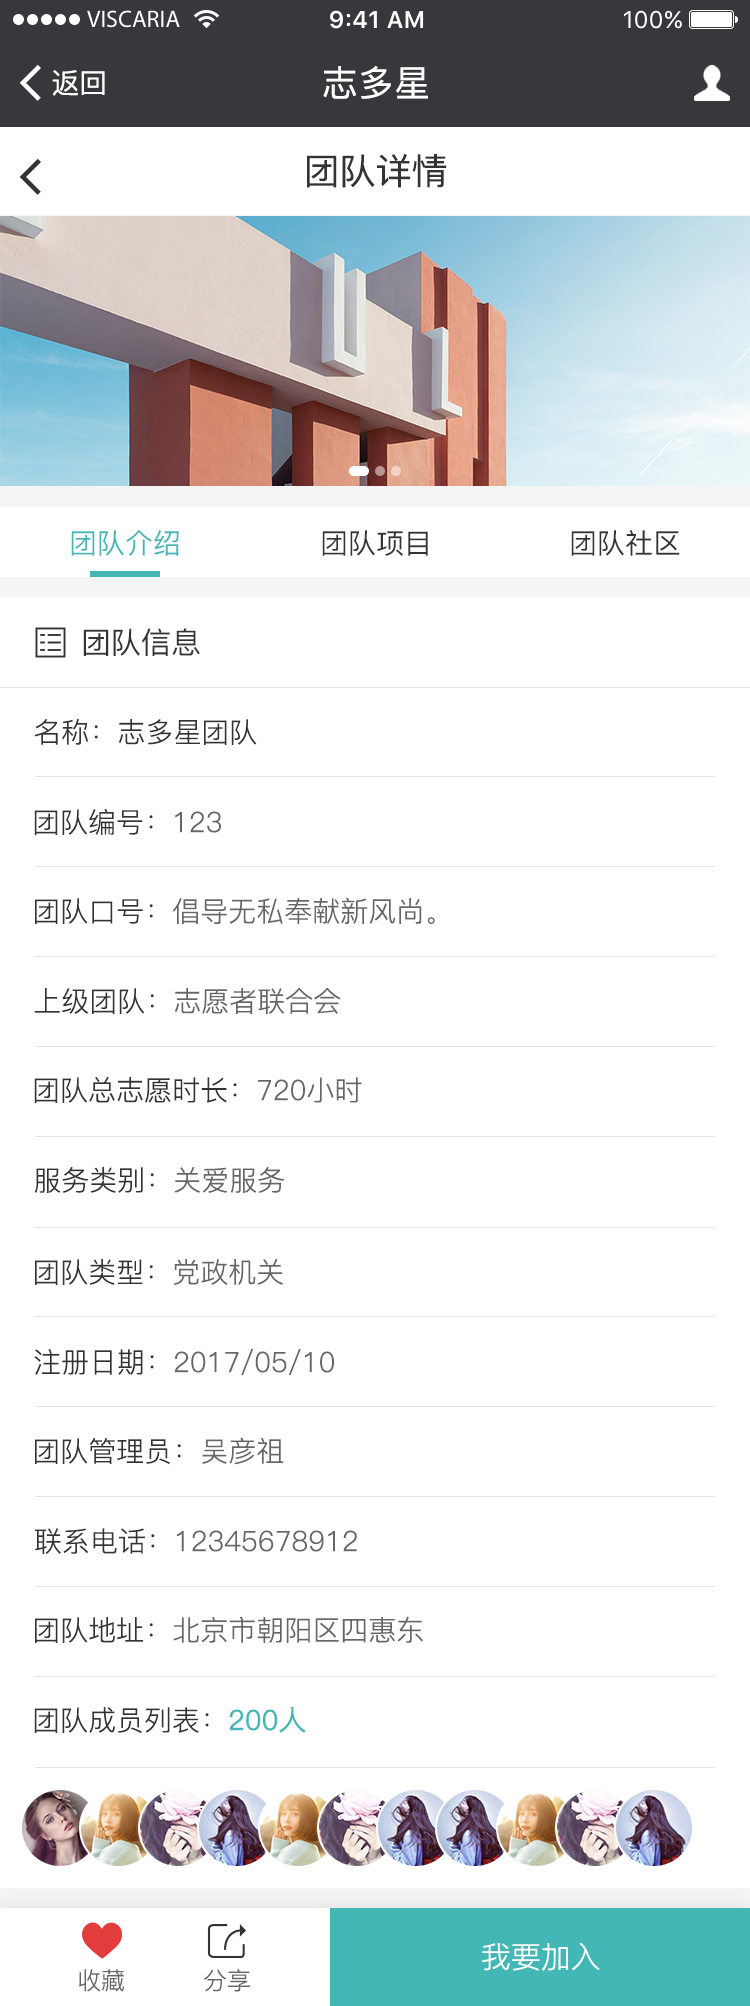 VISCARIA 9:41 AM 100%
返回 志多星
团队详情
团队介绍 团队项目 团队社区
团队信息
名称：志多星团队
团队编号：123
团队口号：倡导无私奉献新风尚。
上级团队：志愿者联合会
团队总志愿时长：720小时
服务类别：关爱服务
团队类型：党政机关
注册日期：2017/05/10
团队管理员：吴彦祖
联系电话：12345678912
团队地址：北京市朝阳区四惠东
团队成员列表：200人
收藏 分享 我要加入